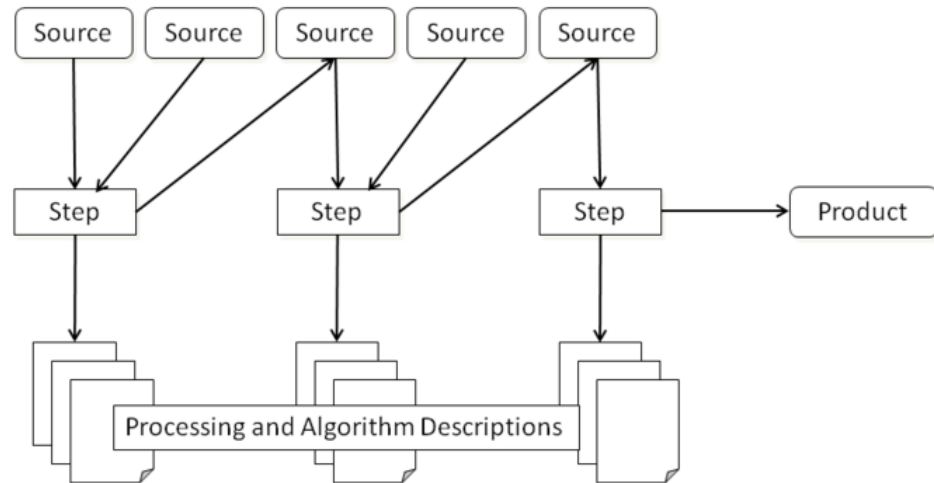 Source
Source
Source
Source
Source
Step
Step
Step
Product
Processing and Algorithm Descriptions